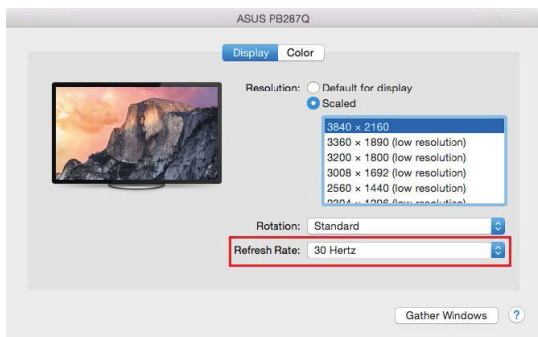 ASUS PB287Q
Display Color
Resolution: Default for display
Scaled
3840 × 2160
3360 × 1890 (low resolution)
3200 × 1800 (low resolution)
3008 × 1692 (low resolution)
2560 × 1440 (low resolution)
Rotation: Standard
Refresh Rate: 30 Hertz
Gather Windows ?